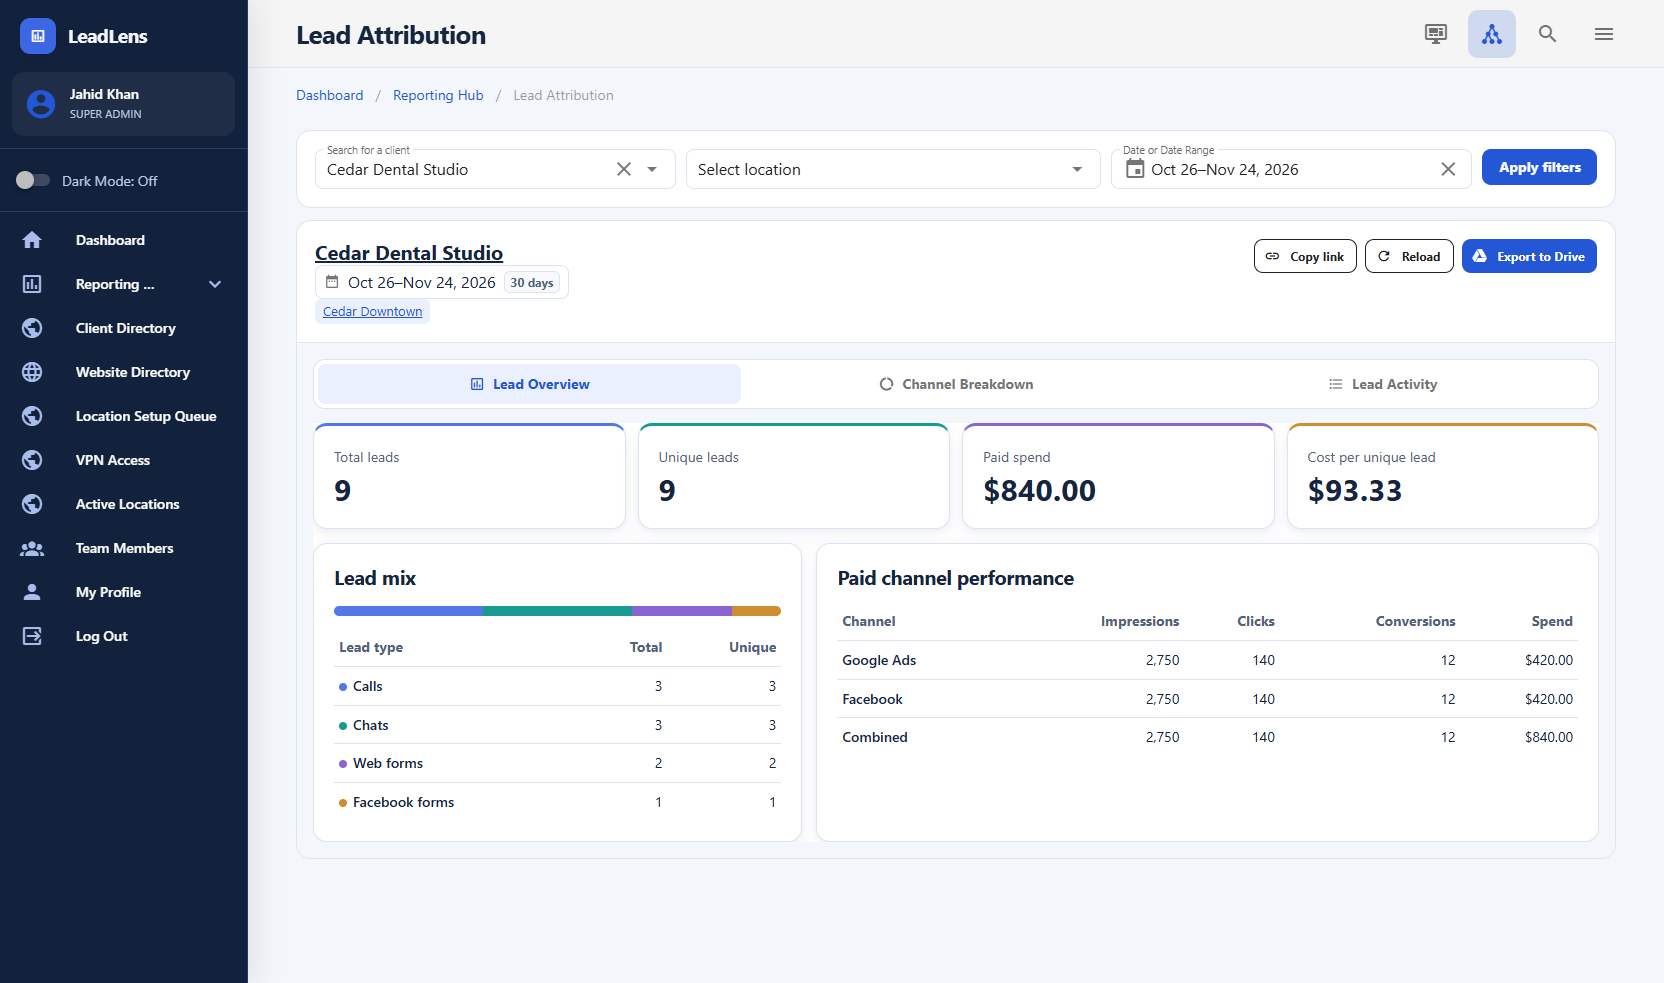 LeadLens
Jahid Khan
SUPER ADMIN
Dark Mode: Off
Dashboard
Reporting ...
Client Directory
Website Directory
Location Setup Queue
VPN Access
Active Locations
Team Members
My Profile
Log Out
Lead Attribution
Dashboard / Reporting Hub / Lead Attribution
Search for a client
Cedar Dental Studio
Select location
Date or Date Range
Oct 26–Nov 24, 2026
Apply filters
Cedar Dental Studio
Oct 26–Nov 24, 2026 30 days
Cedar Downtown
Copy link
Reload
Export to Drive
Lead Overview
Channel Breakdown
Lead Activity
Total leads
9
Unique leads
9
Paid spend
$840.00
Cost per unique lead
$93.33
Lead mix
Lead type Total Unique
Calls 3 3
Chats 3 3
Web forms 2 2
Facebook forms 1 1
Paid channel performance
Channel Impressions Clicks Conversions Spend
Google Ads 2,750 140 12 $420.00
Facebook 2,750 140 12 $420.00
Combined 2,750 140 12 $840.00